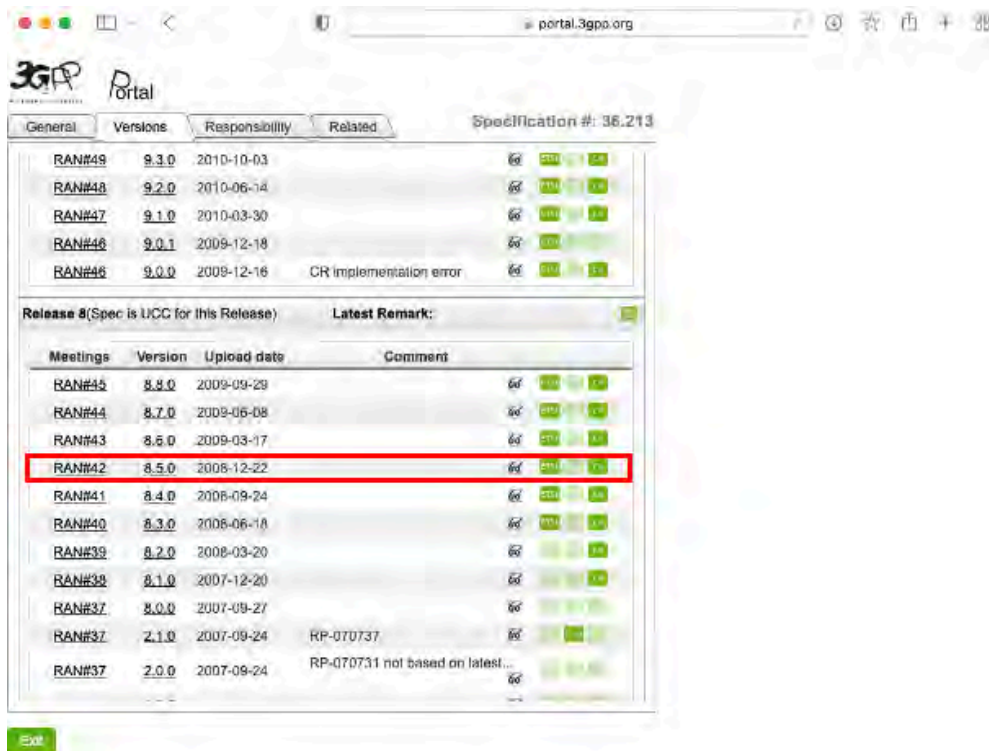 portal.3gpp.org
3GPP Portal
General Versions Responsibility Related Specification #: 36.213
RAN#49 9.3.0 2010-10-03
RAN#48 9.2.0 2010-06-14
RAN#47 9.1.0 2010-03-30
RAN#46 9.0.1 2009-12-18
RAN#46 9.0.0 2009-12-16 CR implementation error
Release 8(Spec is UCC for this Release) Latest Remark:
Meetings Version Upload date Comment
RAN#45 8.8.0 2009-09-29
RAN#44 8.7.0 2009-06-08
RAN#43 8.6.0 2009-03-17
RAN#42 8.5.0 2008-12-22
RAN#41 8.4.0 2008-09-24
RAN#40 8.3.0 2008-06-18
RAN#39 8.2.0 2008-03-20
RAN#38 8.1.0 2007-12-20
RAN#37 8.0.0 2007-09-27
RAN#37 2.1.0 2007-09-24 RP-070737
RAN#37 2.0.0 2007-09-24 RP-070731 not based on latest...
Exit